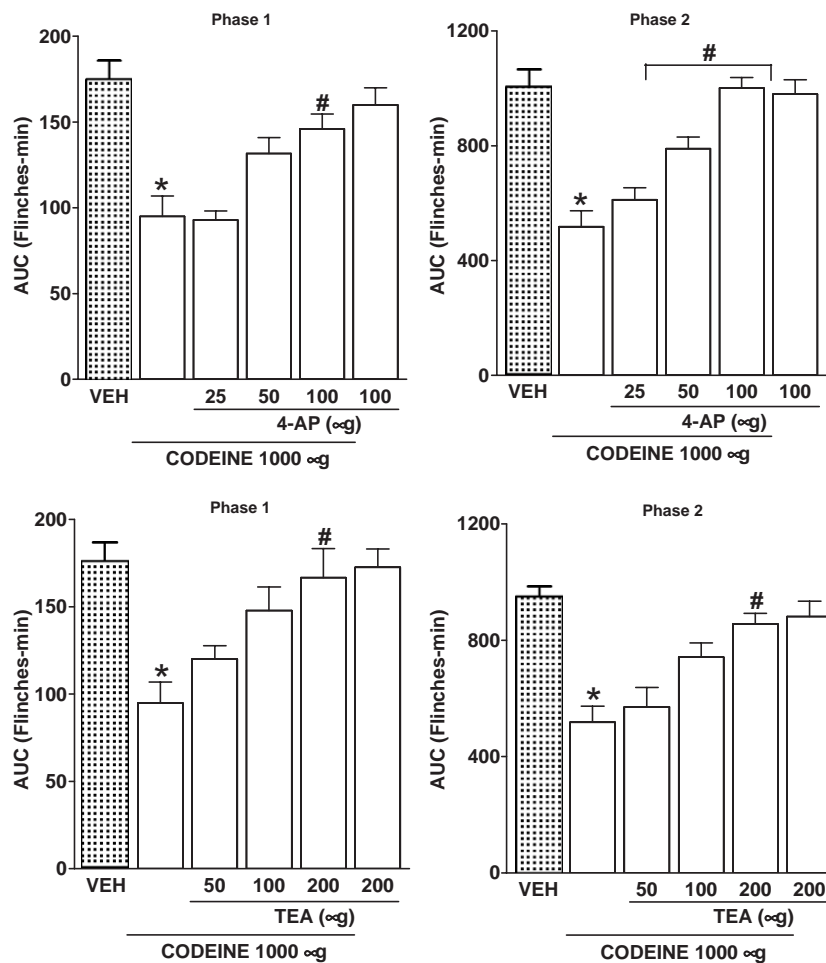 Phase 1
200
150
100
50
0
AUC (Flinches-min)
*
#
VEH
25 50 100 100
4-AP (∝g)
CODEINE 1000 ∝g
Phase 2
1200
800
400
0
AUC (Flinches-min)
*
#
VEH
25 50 100 100
4-AP (∝g)
CODEINE 1000 ∝g
Phase 1
200
150
100
50
0
AUC (Flinches-min)
*
#
VEH
50 100 200 200
TEA (∝g)
CODEINE 1000 ∝g
Phase 2
1200
800
400
0
AUC (Flinches-min)
*
#
VEH
50 100 200 200
TEA (∝g)
CODEINE 1000 ∝g